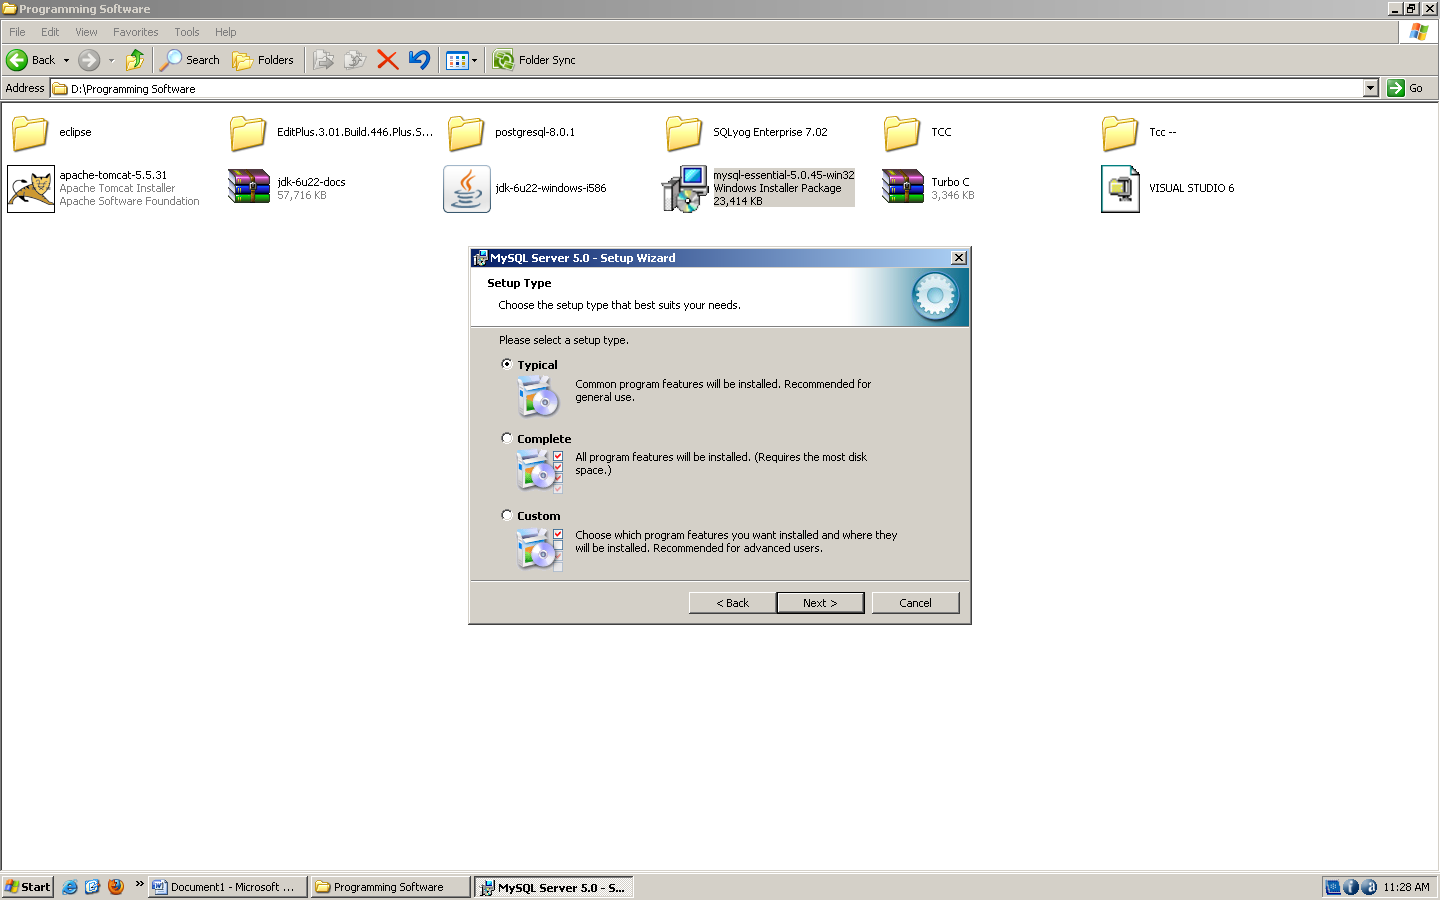 Programming Software
File Edit View Favorites Tools Help
Back Search Folders Folder Sync
Address D:\Programming Software Go
eclipse
EditPlus.3.01.Build.446.Plus.S...
postgresql-8.0.1
SQLyog Enterprise 7.02
TCC
Tcc --
apache-tomcat-5.5.31
Apache Tomcat Installer
Apache Software Foundation
jdk-6u22-docs
57,716 KB
jdk-6u22-windows-i586
mysql-essential-5.0.45-win32
Windows Installer Package
23,414 KB
Turbo C
3,346 KB
VISUAL STUDIO 6
MySQL Server 5.0 - Setup Wizard
Setup Type
Choose the setup type that best suits your needs.
Please select a setup type.
Typical
Common program features will be installed. Recommended for
general use.
Complete
All program features will be installed. (Requires the most disk
space.)
Custom
Choose which program features you want installed and where they
will be installed. Recommended for advanced users.
< Back Next > Cancel
Start Document1 - Microsoft ... Programming Software MySQL Server 5.0 - S... 11:28 AM